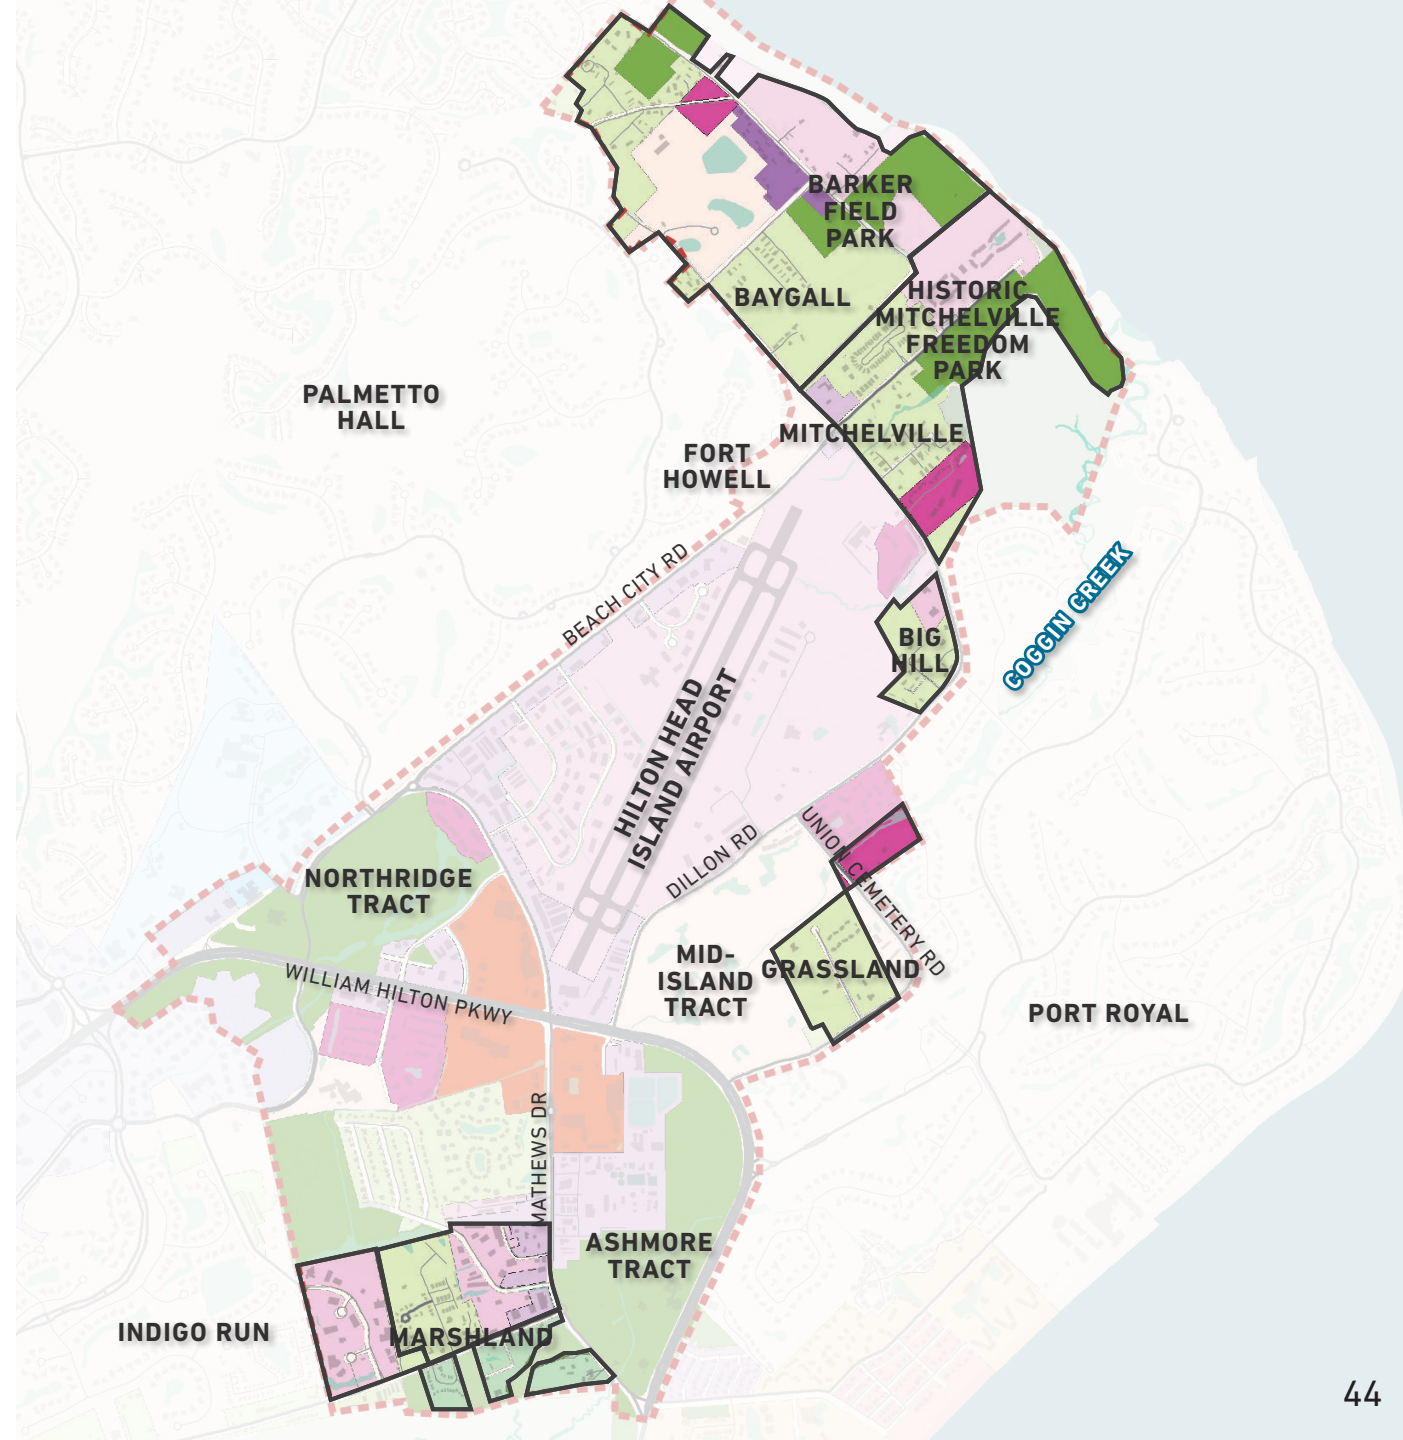 BARKER
FIELD
PARK
BAYGALL
HISTORIC
MITCHELVILLE
FREEDOM
PARK
PALMETTO
HALL
MITCHELVILLE
FORT
HOWELL
BEACH CITY RD
COGGIN CREEK
BIG
HILL
HILTON HEAD
ISLAND AIRPORT
DILLON RD
UNION CEMETERY RD
NORTHRIDGE
TRACT
WILLIAM HILTON PKWY
MID-
ISLAND
TRACT
GRASSLAND
PORT ROYAL
MATHEWS DR
ASHMORE
TRACT
INDIGO RUN
MARSHLAND
44